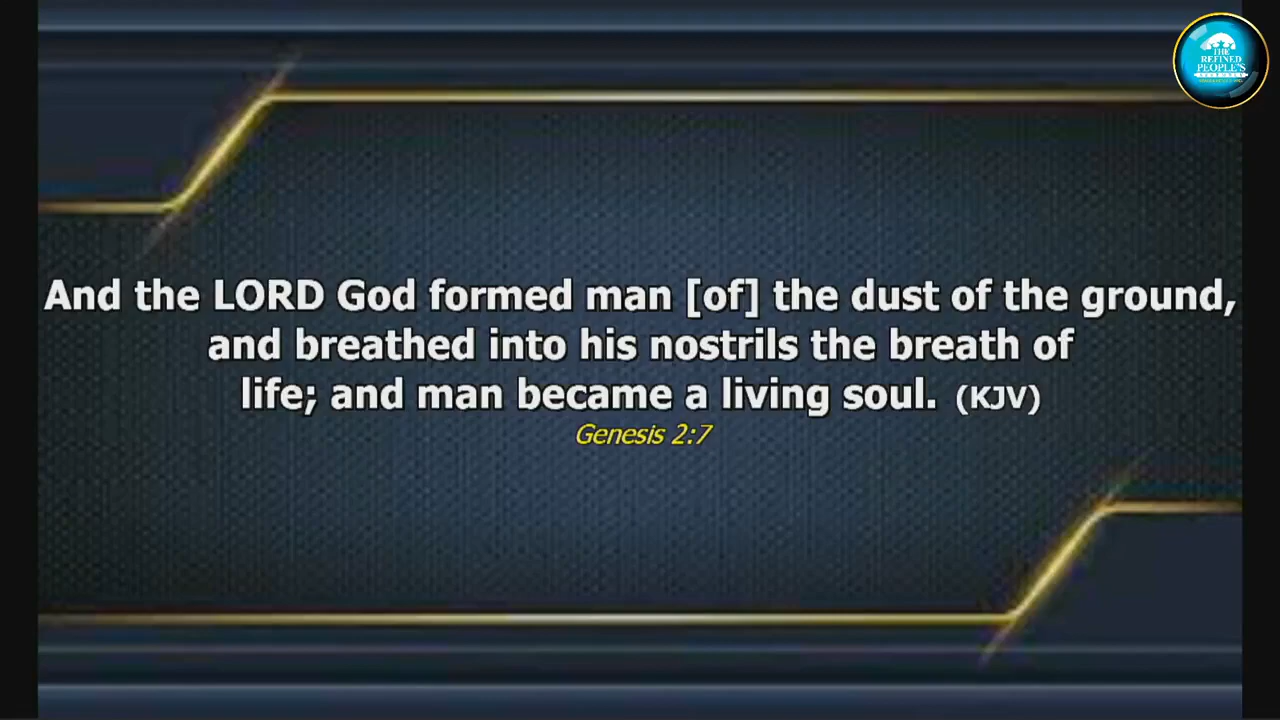 THE
REFINED
PEOPLE'S
And the LORD God formed man [of] the dust of the ground,
and breathed into his nostrils the breath of
life; and man became a living soul. (KJV)
Genesis 2:7